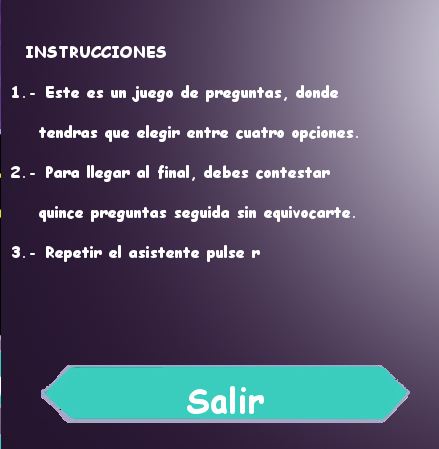 INSTRUCCIONES
1.- Este es un juego de preguntas, donde
tendras que elegir entre cuatro opciones.
2.- Para llegar al final, debes contestar
quince preguntas seguida sin equivocarte.
3.- Repetir el asistente pulse r
Salir